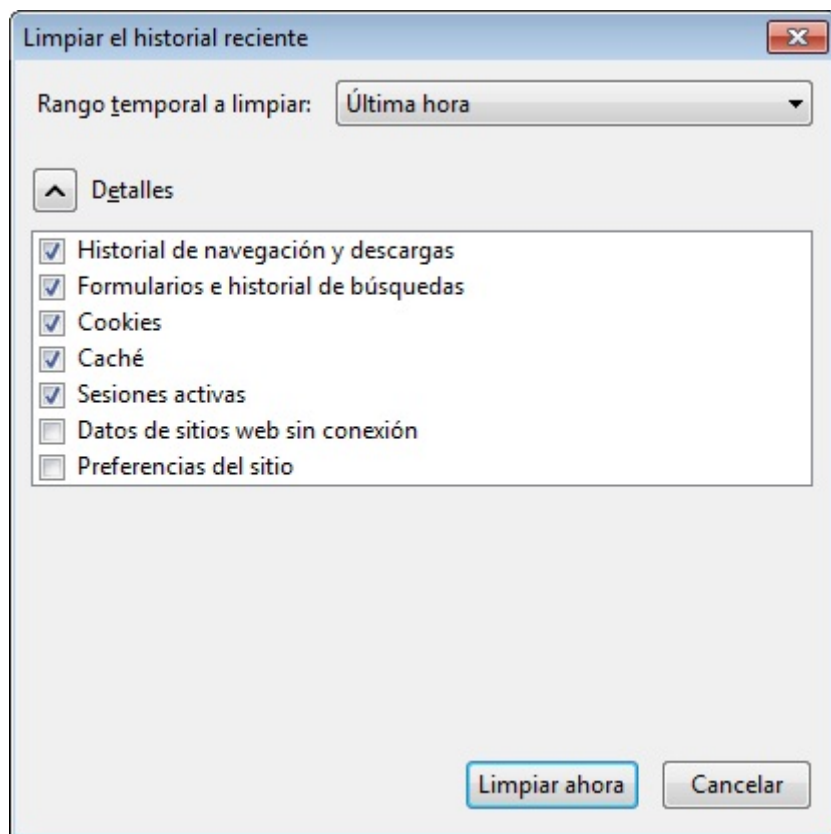 Limpiar el historial reciente
Rango temporal a limpiar: Última hora
Detalles
Historial de navegación y descargas
Formularios e historial de búsquedas
Cookies
Caché
Sesiones activas
Datos de sitios web sin conexión
Preferencias del sitio
Limpiar ahora Cancelar